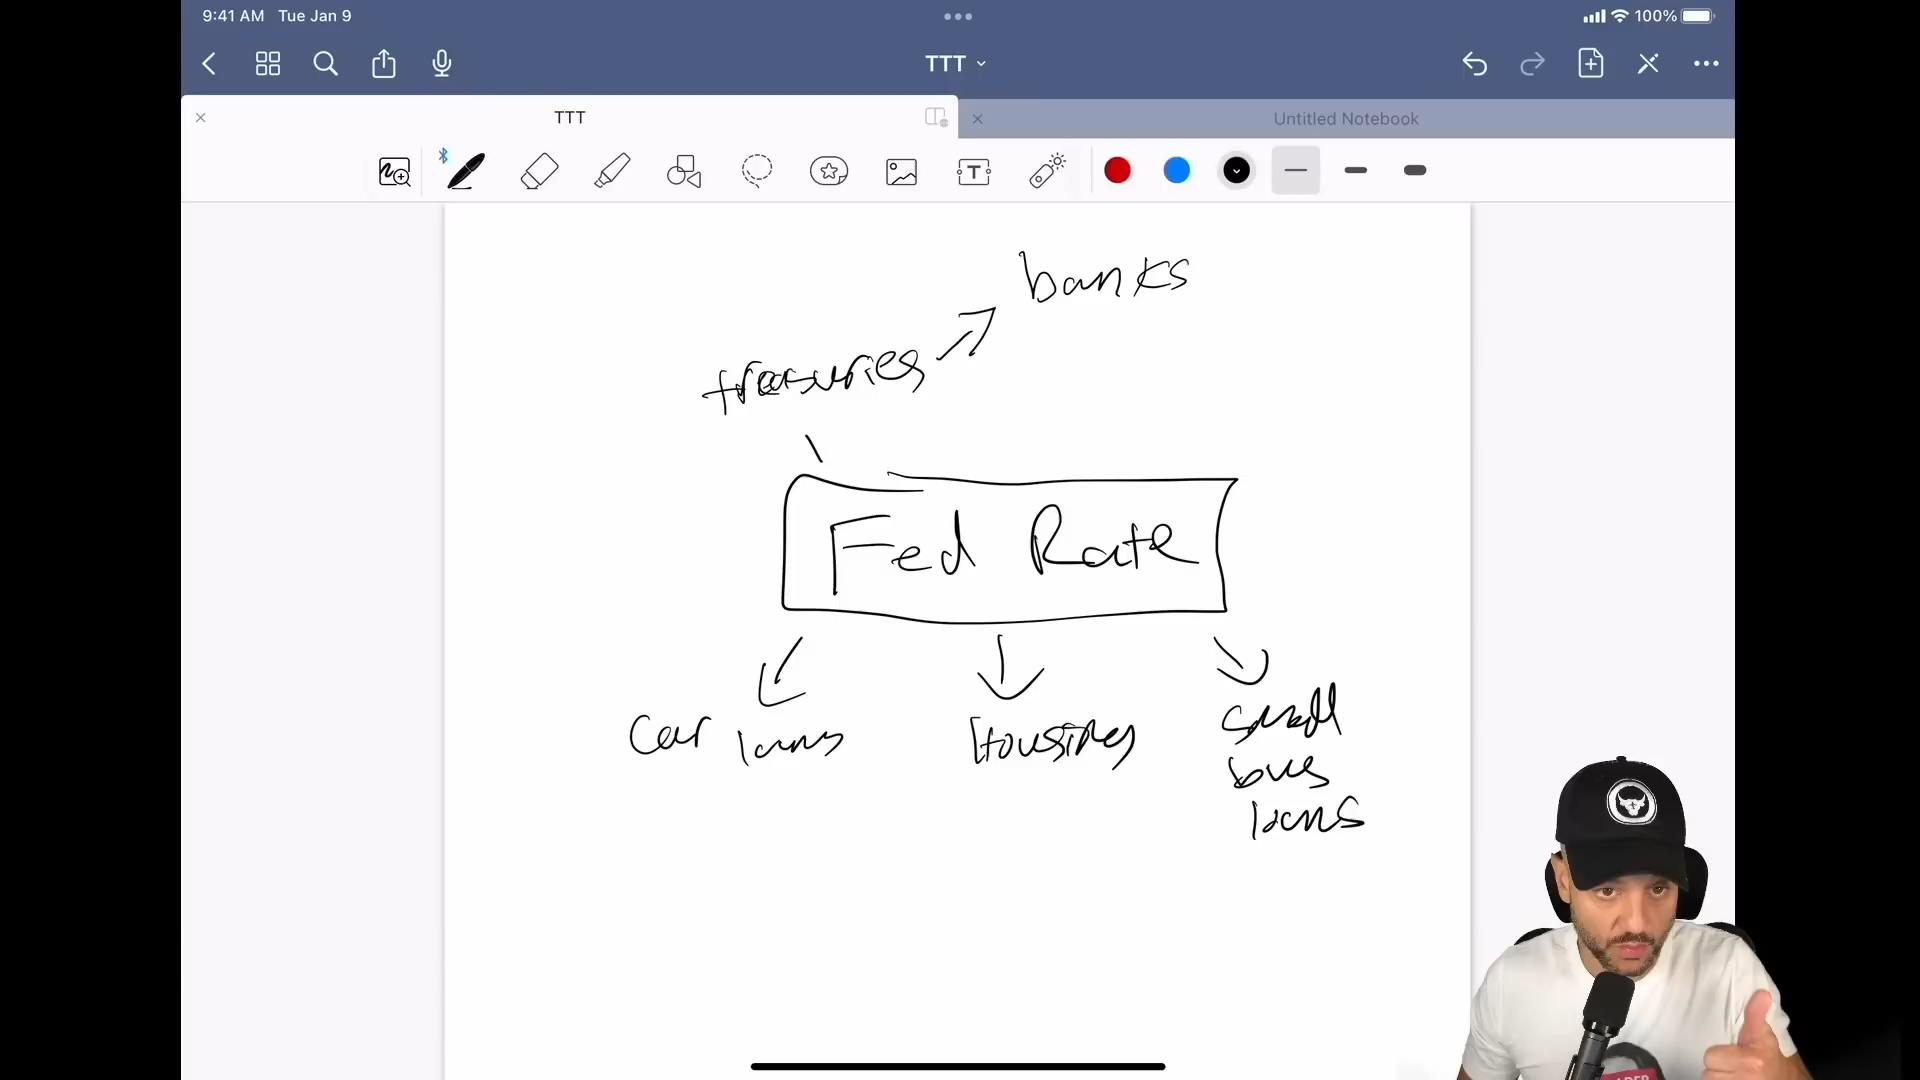 9:41 AM Tue Jan 9
100%
TTT
TTT
Untitled Notebook
T
banks
treasuries
Fed Rate
Car loans
Housing
small
bus
loans